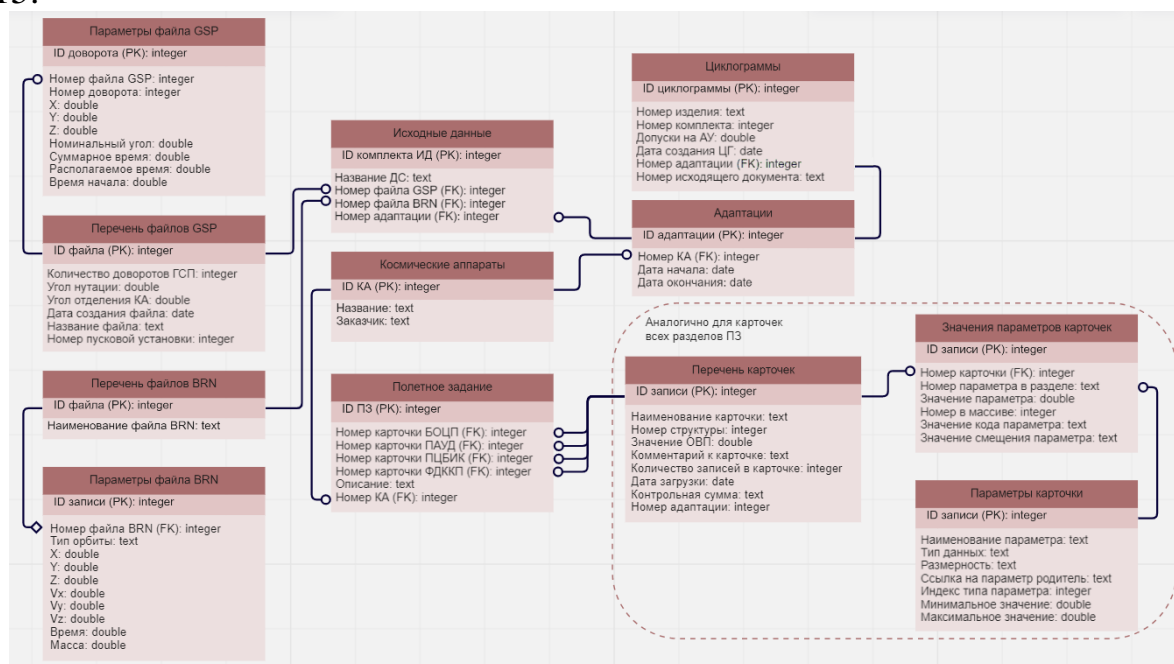 Параметры файла GSP
ID доворота (PK): integer
Номер файла GSP: integer
Номер доворота: integer
X: double
Y: double
Z: double
Номинальный угол: double
Суммарное время: double
Располагаемое время: double
Время начала: double
Перечень файлов GSP
ID файла (PK): integer
Количество доворотов ГСП: integer
Угол нутации: double
Угол отделения КА: double
Дата создания файла: date
Название файла: text
Номер пусковой установки: integer
Перечень файлов BRN
ID файла (PK): integer
Наименование файла BRN: text
Параметры файла BRN
ID записи (PK): integer
Номер файла BRN (FK): integer
Тип орбиты: text
X: double
Y: double
Z: double
Vx: double
Vy: double
Vz: double
Время: double
Масса: double
Исходные данные
ID комплекта ИД (PK): integer
Название ДС: text
Номер файла GSP (FK): integer
Номер файла BRN (FK): integer
Номер адаптации (FK): integer
Космические аппараты
ID КА (PK): integer
Название: text
Заказчик: text
Полетное задание
ID ПЗ (PK): integer
Номер карточки БОЦП (FK): integer
Номер карточки ПАУД (FK): integer
Номер карточки ПЦБИК (FK): integer
Номер карточки ФДККП (FK): integer
Описание: text
Номер КА (FK): integer
Циклограммы
ID циклограммы (PK): integer
Номер изделия: text
Номер комплекта: integer
Допуски на АУ: double
Дата создания ЦГ: date
Номер адаптации (FK): integer
Номер исходящего документа: text
Адаптации
ID адаптации (PK): integer
Номер КА (FK): integer
Дата начала: date
Дата окончания: date
Аналогично для карточек
всех разделов ПЗ
Перечень карточек
ID записи (PK): integer
Наименование карточки: text
Номер структуры: integer
Значение ОВП: double
Комментарий к карточке: text
Количество записей в карточке: integer
Дата загрузки: date
Контрольная сумма: text
Номер адаптации: integer
Значения параметров карточек
ID записи (PK): integer
Номер карточки (FK): integer
Номер параметра в разделе: text
Значение параметра: double
Номер в массиве: integer
Значение кода параметра: text
Значение смещения параметра: text
Параметры карточки
ID записи (PK): integer
Наименование параметра: text
Тип данных: text
Размерность: text
Ссылка на параметр родитель: text
Индекс типа параметра: integer
Минимальное значение: double
Максимальное значение: double